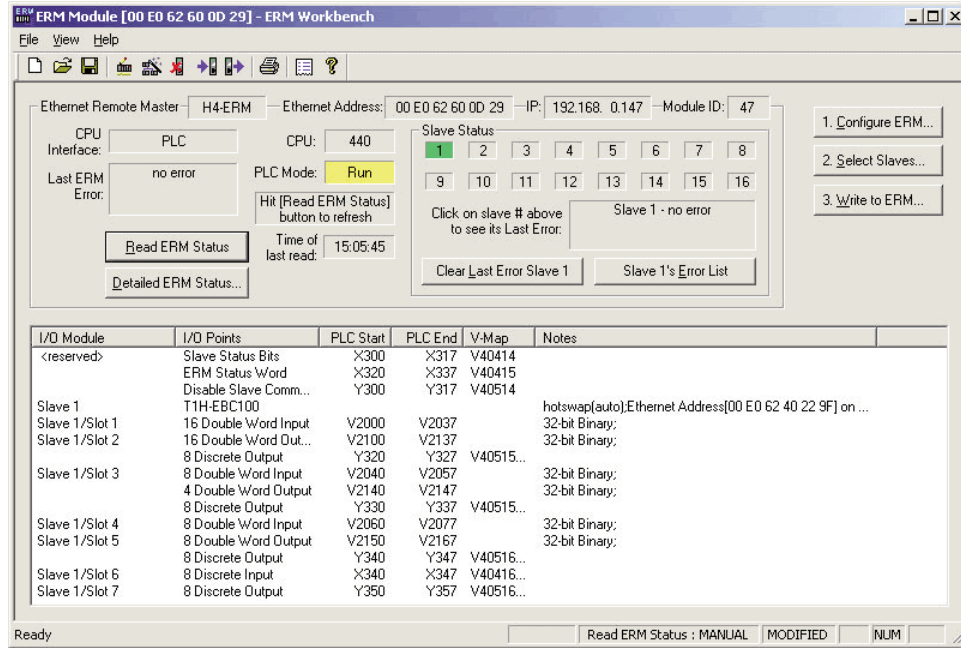 ERM Module [00 E0 62 60 0D 29] - ERM Workbench
File View Help
Ethernet Remote Master H4-ERM Ethernet Address: 00 E0 62 60 0D 29 IP: 192.168. 0.147 Module ID: 47
CPU Interface: PLC
CPU: 440
Last ERM Error: no error
PLC Mode: Run
Hit [Read ERM Status] button to refresh
Read ERM Status
Time of last read: 15:05:45
Detailed ERM Status...
Slave Status
1 2 3 4 5 6 7 8
9 10 11 12 13 14 15 16
Click on slave # above to see its Last Error: Slave 1 - no error
Clear Last Error Slave 1 Slave 1's Error List
1. Configure ERM...
2. Select Slaves...
3. Write to ERM...
I/O Module I/O Points PLC Start PLC End V-Map Notes
<reserved> Slave Status Bits X300 X317 V40414
ERM Status Word X320 X337 V40415
Disable Slave Comm... Y300 Y317 V40514
Slave 1 T1H-EBC100 hotswap(auto);Ethernet Address[00 E0 62 40 22 9F] on ...
Slave 1/Slot 1 16 Double Word Input V2000 V2037 32-bit Binary;
Slave 1/Slot 2 16 Double Word Out... V2100 V2137 32-bit Binary;
8 Discrete Output Y320 Y327 V40515...
Slave 1/Slot 3 8 Double Word Input V2040 V2057 32-bit Binary;
4 Double Word Output V2140 V2147 32-bit Binary;
8 Discrete Output Y330 Y337 V40515...
Slave 1/Slot 4 8 Double Word Input V2060 V2077 32-bit Binary;
Slave 1/Slot 5 8 Double Word Output V2150 V2167 32-bit Binary;
8 Discrete Output Y340 Y347 V40516...
Slave 1/Slot 6 8 Discrete Input X340 X347 V40416...
Slave 1/Slot 7 8 Discrete Output Y350 Y357 V40516...
Ready Read ERM Status : MANUAL MODIFIED NUM